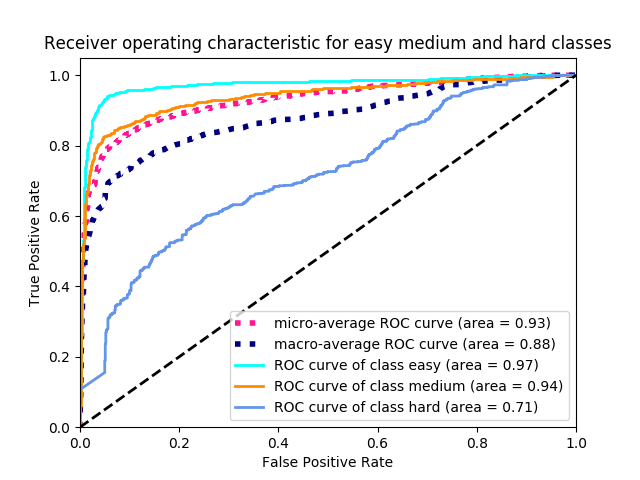 Receiver operating characteristic for easy medium and hard classes
1.0
0.8
0.6
0.4
0.2
0.0
True Positive Rate
micro-average ROC curve (area = 0.93)
macro-average ROC curve (area = 0.88)
ROC curve of class easy (area = 0.97)
ROC curve of class medium (area = 0.94)
ROC curve of class hard (area = 0.71)
0.0 0.2 0.4 0.6 0.8 1.0
False Positive Rate